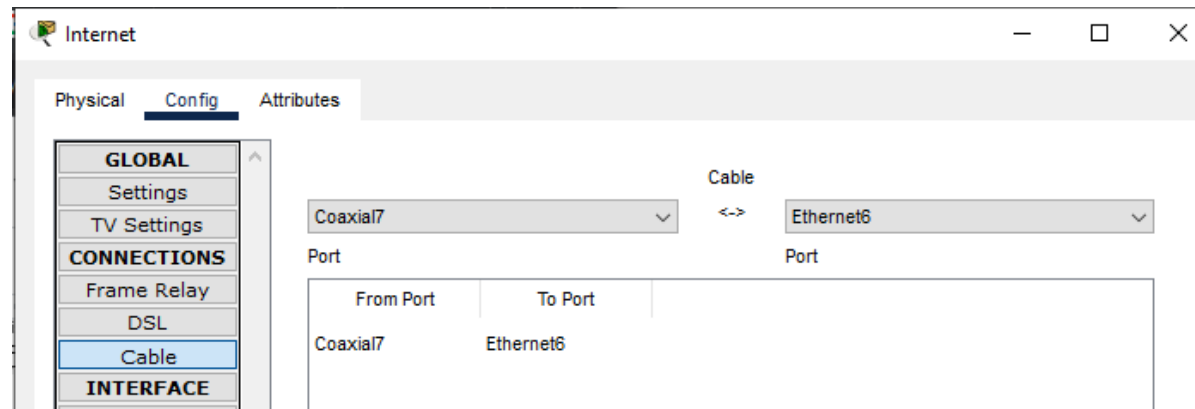 Internet
Physical Config Attributes
GLOBAL
Settings
TV Settings
CONNECTIONS
Frame Relay
DSL
Cable
INTERFACE
Cable
Coaxial7 <-> Ethernet6
Port Port
From Port To Port
Coaxial7 Ethernet6